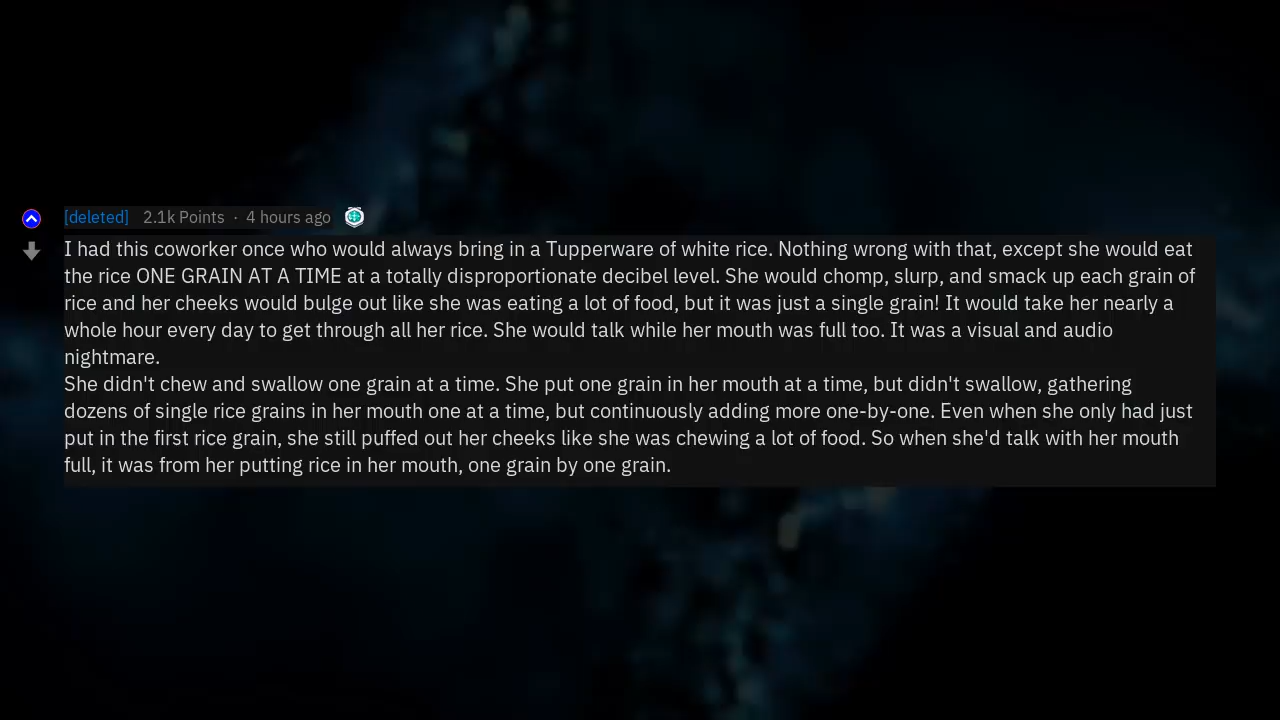 [deleted] 2.1k Points · 4 hours ago
I had this coworker once who would always bring in a Tupperware of white rice. Nothing wrong with that, except she would eat
the rice ONE GRAIN AT A TIME at a totally disproportionate decibel level. She would chomp, slurp, and smack up each grain of
rice and her cheeks would bulge out like she was eating a lot of food, but it was just a single grain! It would take her nearly a
whole hour every day to get through all her rice. She would talk while her mouth was full too. It was a visual and audio
nightmare.
She didn't chew and swallow one grain at a time. She put one grain in her mouth at a time, but didn't swallow, gathering
dozens of single rice grains in her mouth one at a time, but continuously adding more one-by-one. Even when she only had just
put in the first rice grain, she still puffed out her cheeks like she was chewing a lot of food. So when she'd talk with her mouth
full, it was from her putting rice in her mouth, one grain by one grain.